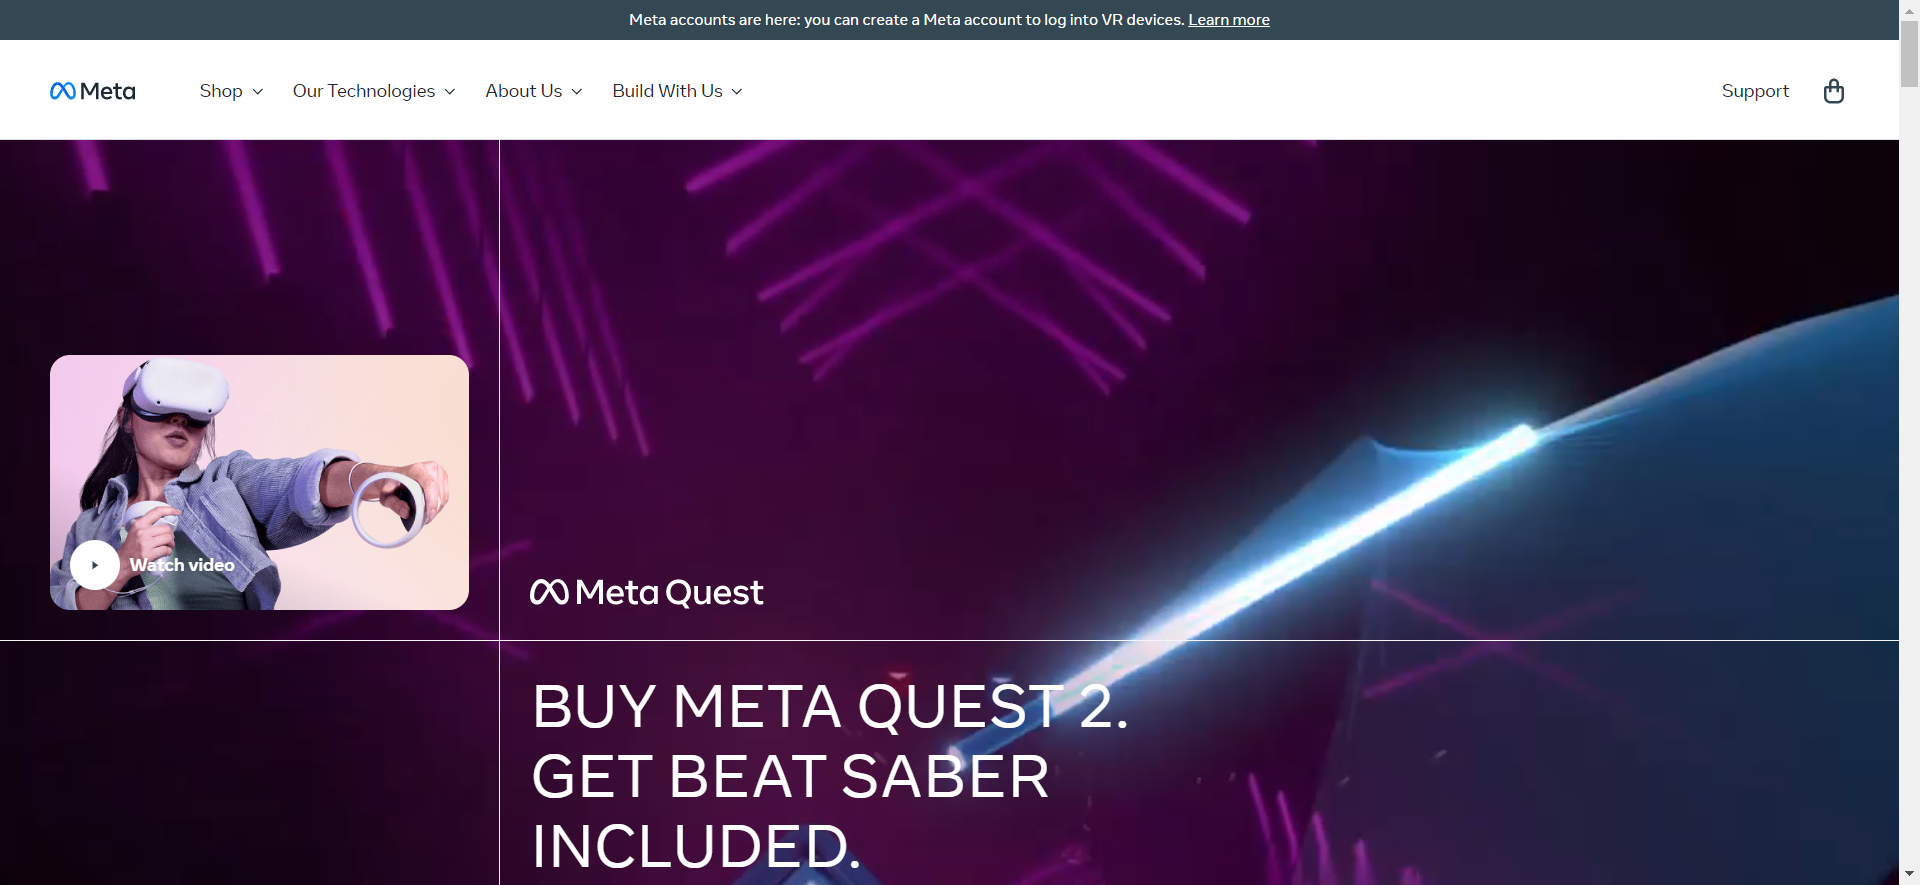 Meta accounts are here: you can create a Meta account to log into VR devices. Learn more
Meta
Shop
Our Technologies
About Us
Build With Us
Support
Watch video
Meta Quest
BUY META QUEST 2.
GET BEAT SABER
INCLUDED.